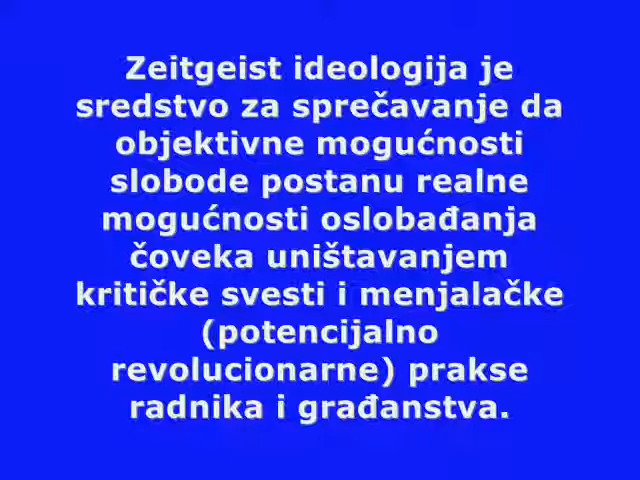 Zeitgeist ideologija je
sredstvo za sprečavanje da
objektivne mogućnosti
slobode postanu realne
mogućnosti oslobađanja
čoveka uništavanjem
kritičke svesti i menjalačke
(potencijalno
revolucionarne) prakse
radnika i građanstva.